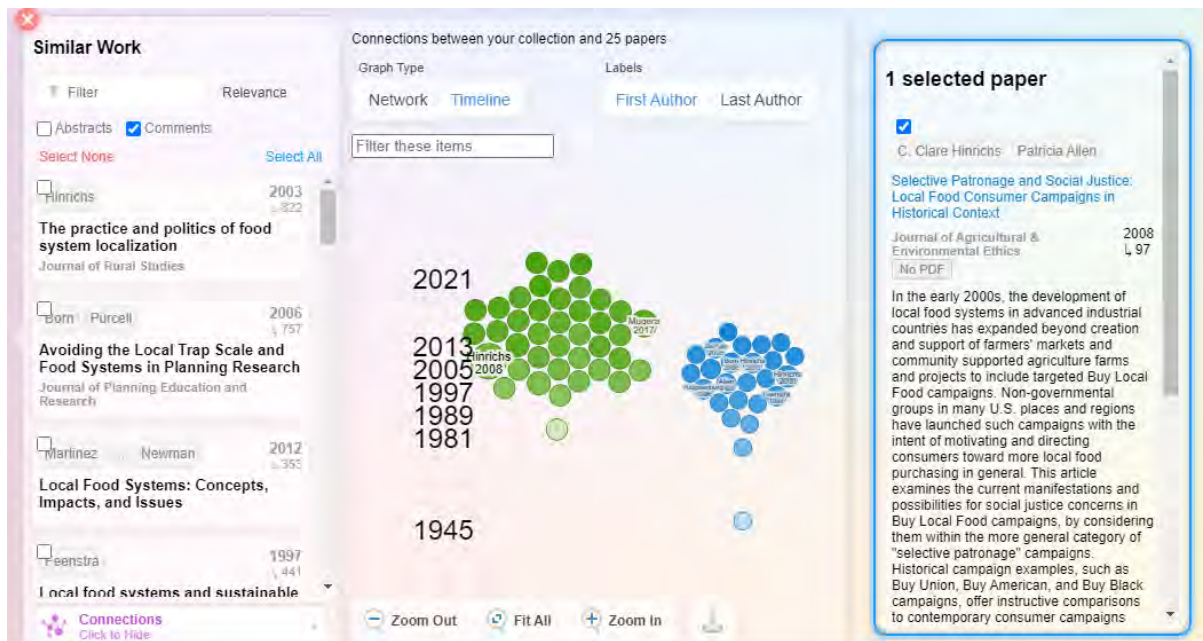 Similar Work
Filter
Relevance
Abstracts
Comments
Select None
Select All
Hinrichs
2003
822
The practice and politics of food
system localization
Journal of Rural Studies
Born Purcell
2006
757
Avoiding the Local Trap Scale and
Food Systems in Planning Research
Journal of Planning Education and
Research
Martinez Newman
2012
353
Local Food Systems: Concepts,
Impacts, and Issues
Feenstra
1997
441
Local food systems and sustainable
Connections
Click to Hide
Connections between your collection and 25 papers
Graph Type
Labels
Network Timeline
First Author Last Author
Filter these items
2021
2013
2005
1997
1989
1981
1945
Hinrichs
2008
Mugera
2017
Zoom Out
Fit All
Zoom In
1 selected paper
C. Clare Hinrichs Patricia Allen
Selective Patronage and Social Justice:
Local Food Consumer Campaigns in
Historical Context
Journal of Agricultural &
Environmental Ethics
2008
97
No PDF
In the early 2000s, the development of
local food systems in advanced industrial
countries has expanded beyond creation
and support of farmers' markets and
community supported agriculture farms
and projects to include targeted Buy Local
Food campaigns. Non-governmental
groups in many U.S. places and regions
have launched such campaigns with the
intent of motivating and directing
consumers toward more local food
purchasing in general. This article
examines the current manifestations and
possibilities for social justice concerns in
Buy Local Food campaigns, by considering
them within the more general category of
"selective patronage" campaigns.
Historical campaign examples, such as
Buy Union, Buy American, and Buy Black
campaigns, offer instructive comparisons
to contemporary consumer campaigns